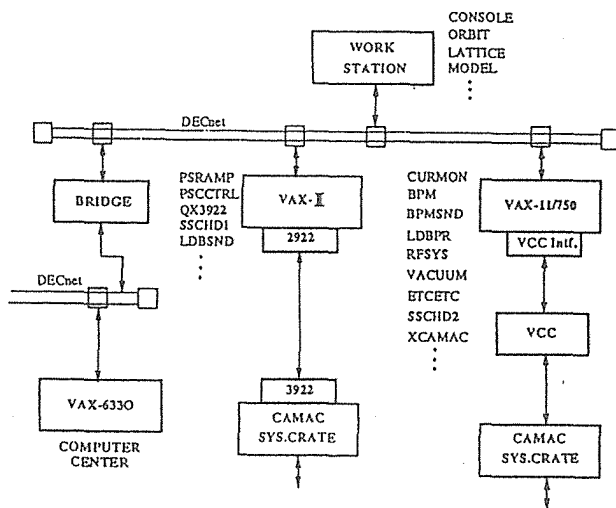 CONSOLE
ORBIT
LATTICE
MODEL
WORK
STATION
DECnet
BRIDGE
PSRAMP
PSCCTRL
QX3922
SSCHD1
LDBSND
VAX-II
2922
CURMON
BPM
BPMSND
LDBPR
RFSYS
VACUUM
ETCETC
SSCHD2
XCAMAC
VAX-11/750
VCC Intf.
VCC
DECnet
VAX-633O
COMPUTER
CENTER
3922
CAMAC
SYS.CRATE
CAMAC
SYS.CRATE